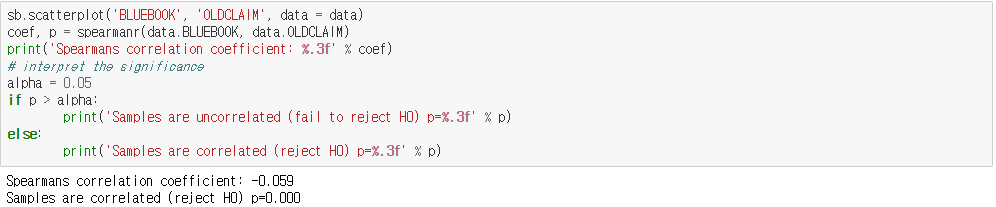 sb.scatterplot('BLUEBOOK', 'OLDCLAIM', data = data)
coef, p = spearmanr(data.BLUEBOOK, data.OLDCLAIM)
print('Spearmans correlation coefficient: %.3f' % coef)
# interpret the significance
alpha = 0.05
if p > alpha:
        print('Samples are uncorrelated (fail to reject H0) p=%.3f' % p)
else:
        print('Samples are correlated (reject H0) p=%.3f' % p)
Spearmans correlation coefficient: -0.059
Samples are correlated (reject H0) p=0.000